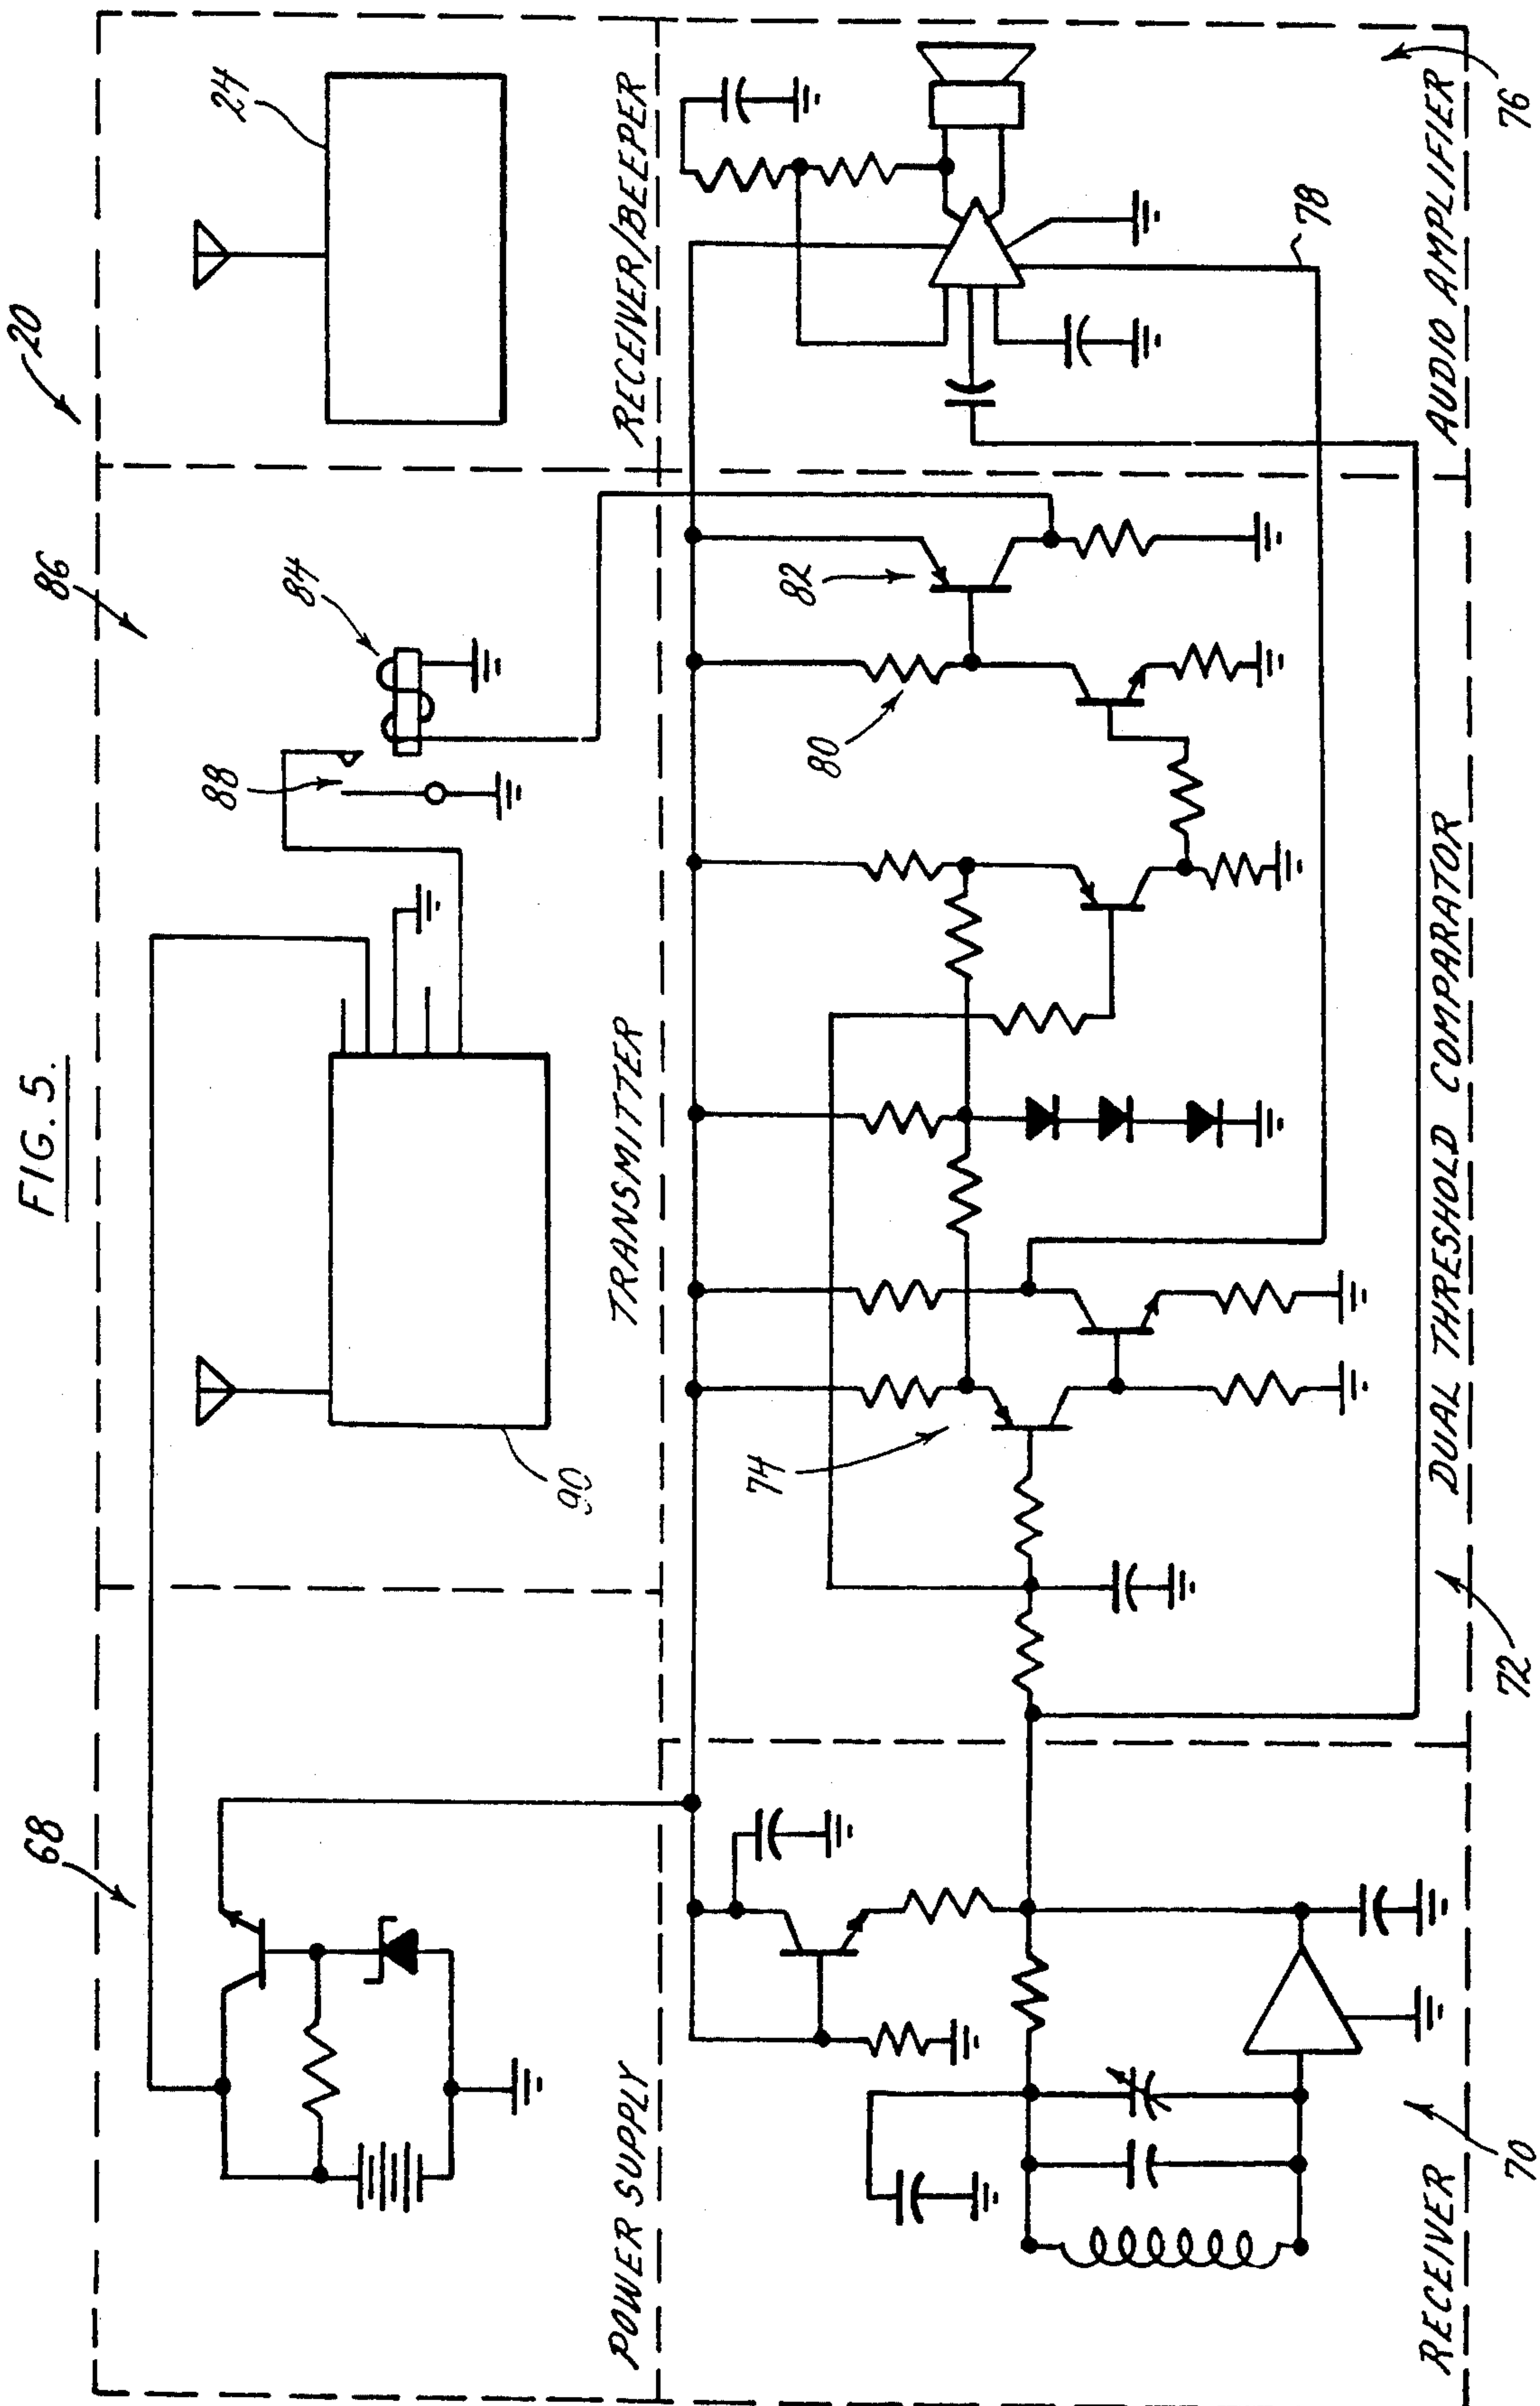 FIG. 5.
20
86
68
24
84
88
90
RECEIVER/BEEPER
TRANSMITTER
POWER SUPPLY
82
80
74
78
AUDIO AMPLIFIER
DUAL THRESHOLD COMPARATOR
RECEIVER
76
72
70